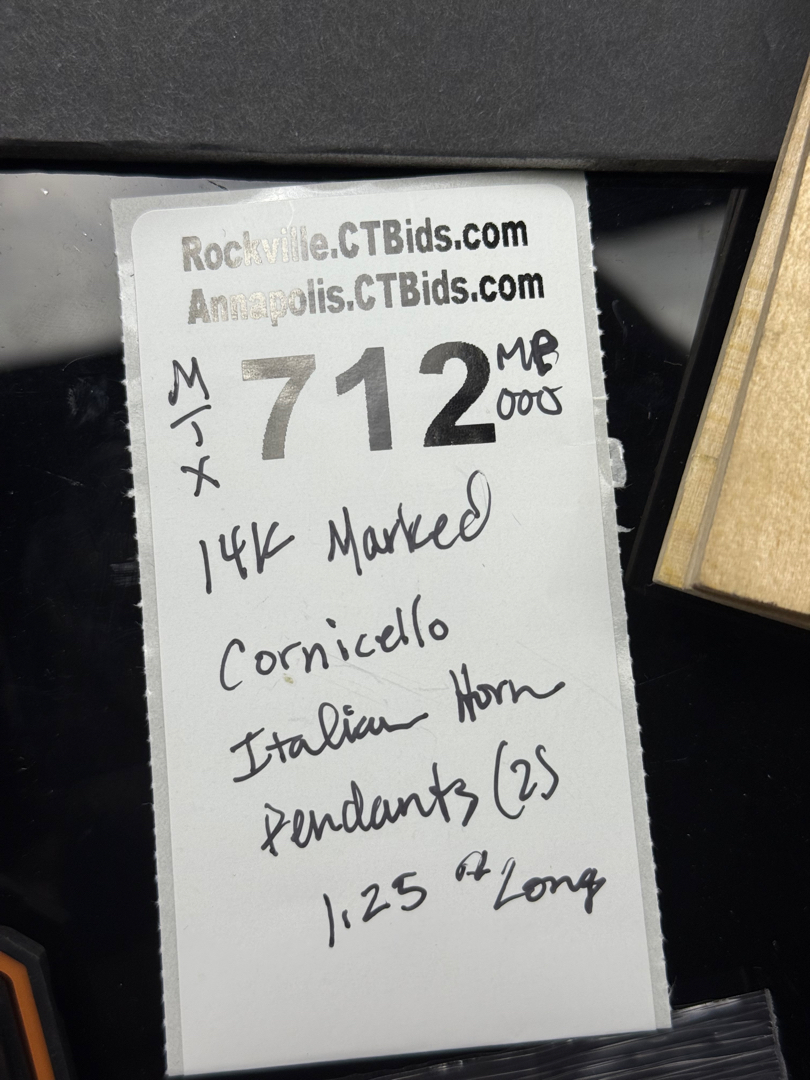 Rockville.CTBids.com
Annapolis.CTBids.com
MIX 712 MB
000
14K Marked
Cornicello
Italian Horn
Pendants (2)
1.25 " Long